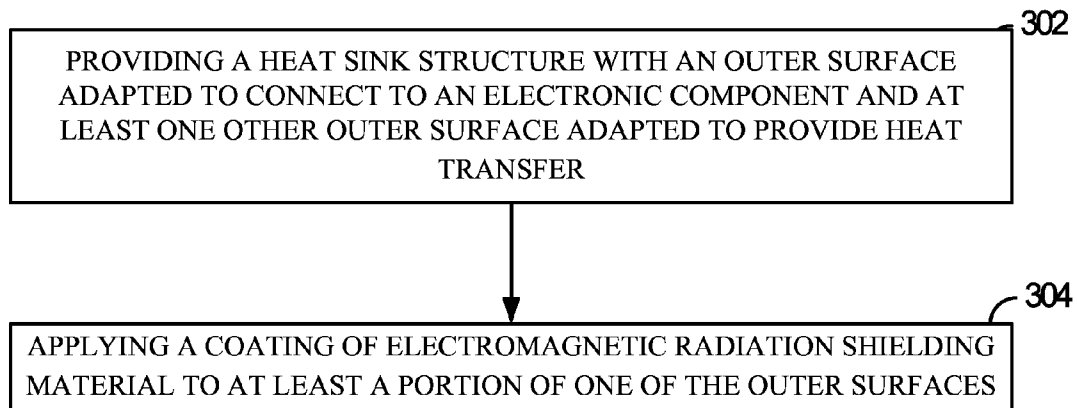 302
PROVIDING A HEAT SINK STRUCTURE WITH AN OUTER SURFACE
ADAPTED TO CONNECT TO AN ELECTRONIC COMPONENT AND AT
LEAST ONE OTHER OUTER SURFACE ADAPTED TO PROVIDE HEAT
TRANSFER
304
APPLYING A COATING OF ELECTROMAGNETIC RADIATION SHIELDING
MATERIAL TO AT LEAST A PORTION OF ONE OF THE OUTER SURFACES